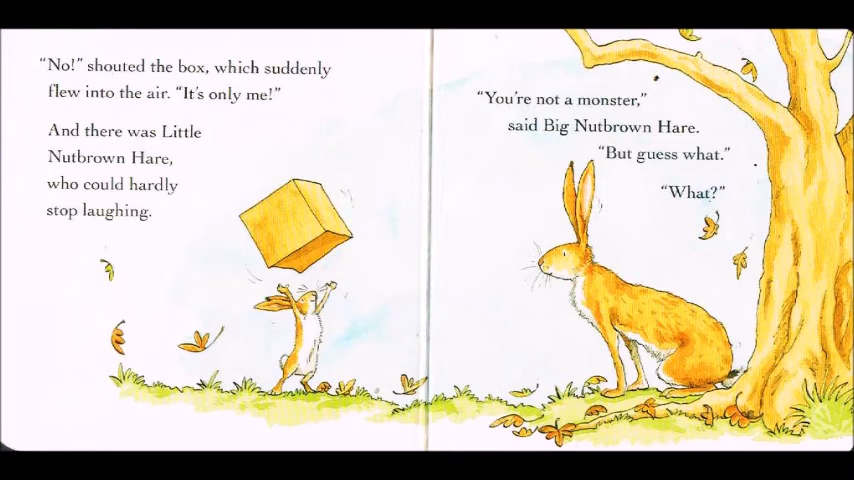 “No!” shouted the box, which suddenly
flew into the air. “It’s only me!”
And there was Little
Nutbrown Hare,
who could hardly
stop laughing.
“You’re not a monster,”
said Big Nutbrown Hare.
“But guess what.”
“What?”